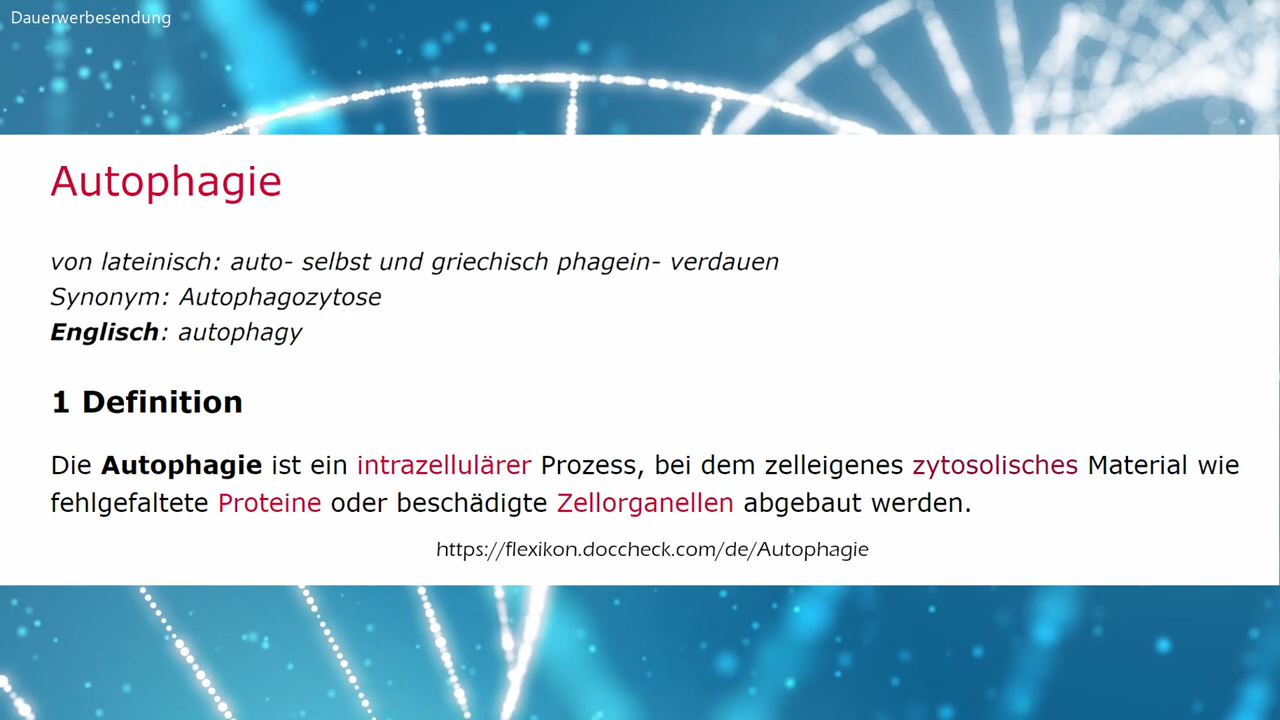 Dauerwerbesendung
Autophagie
von lateinisch: auto- selbst und griechisch phagein- verdauen
Synonym: Autophagozytose
Englisch: autophagy
1 Definition
Die Autophagie ist ein intrazellulärer Prozess, bei dem zelleigenes zytosolisches Material wie
fehlgefaltete Proteine oder beschädigte Zellorganellen abgebaut werden.
https://flexikon.doccheck.com/de/Autophagie